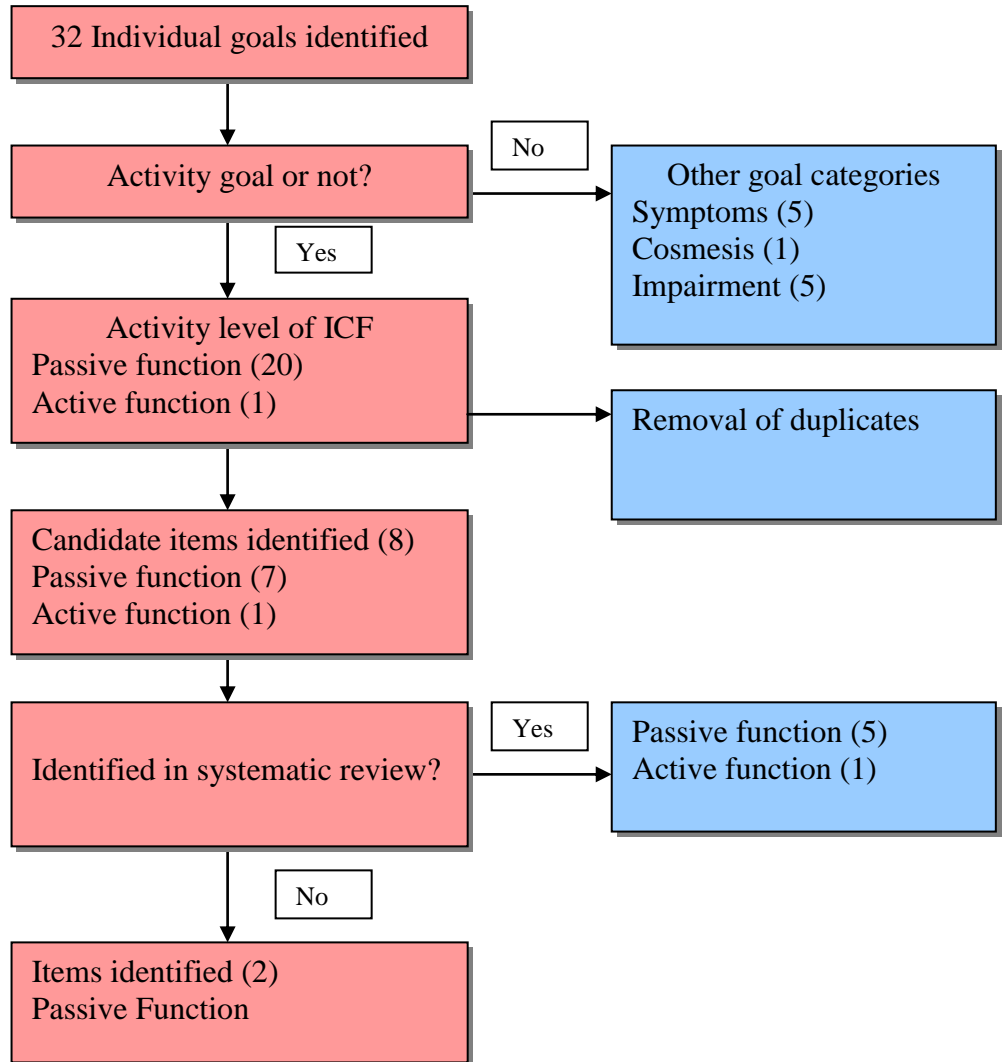 32 Individual goals identified
No
Activity goal or not?
Other goal categories
Symptoms (5)
Cosmesis (1)
Impairment (5)
Yes
Activity level of ICF
Passive function (20)
Active function (1)
Removal of duplicates
Candidate items identified (8)
Passive function (7)
Active function (1)
Yes
Identified in systematic review?
Passive function (5)
Active function (1)
No
Items identified (2)
Passive Function